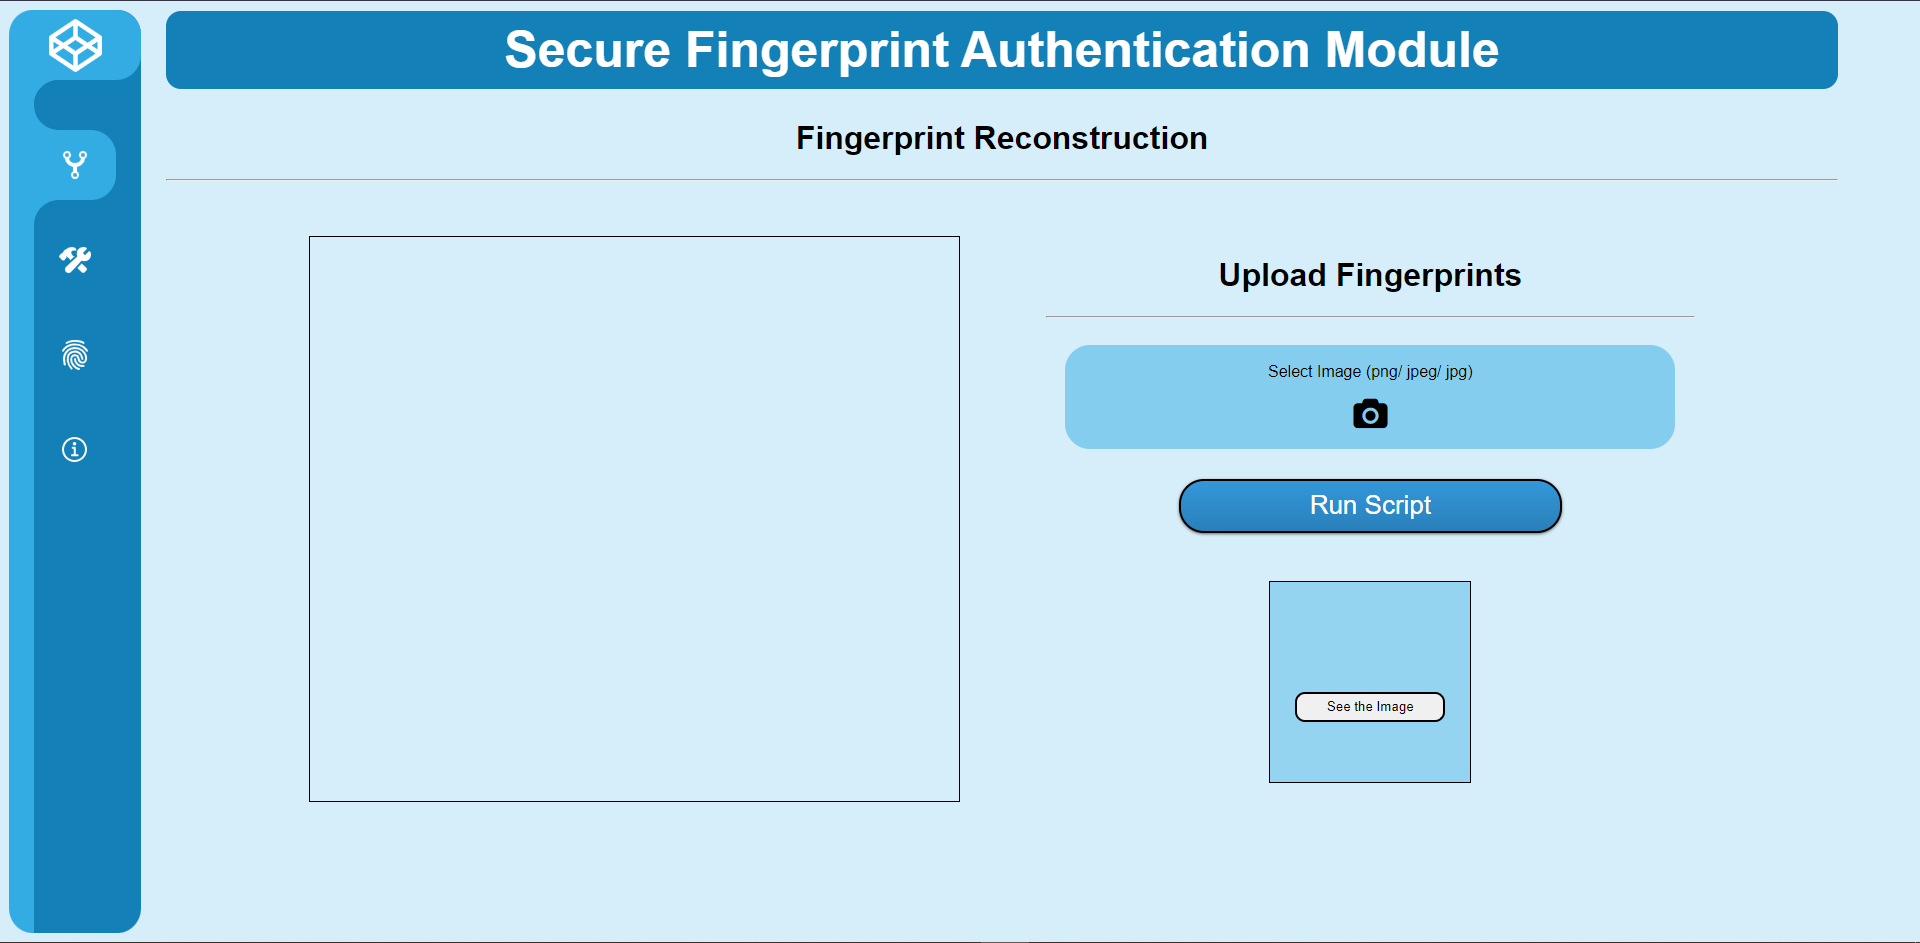 Secure Fingerprint Authentication Module
Fingerprint Reconstruction
Upload Fingerprints
Select Image (png/ jpeg/ jpg)
Run Script
See the Image